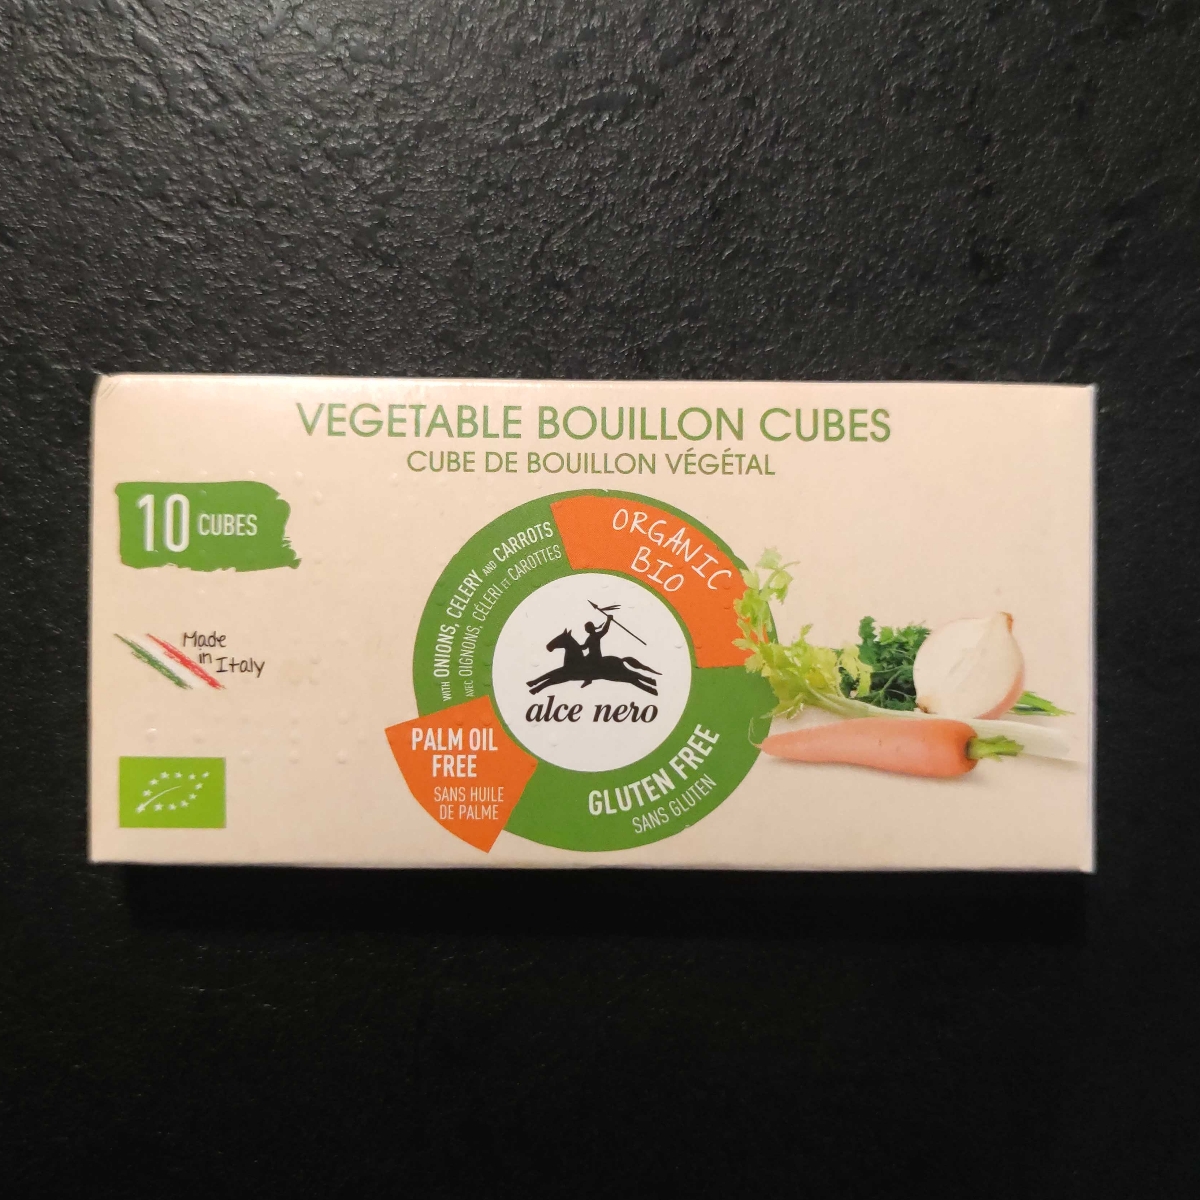 VEGETABLE BOUILLON CUBES
CUBE DE BOUILLON VÉGÉTAL
10 CUBES
WITH ONIONS, CELERY AND CARROTS
AVEC OIGNONS, CÉLERI ET CAROTTES
ORGANIC
BIO
Made
in Italy
alce nero
PALM OIL
FREE
SANS HUILE
DE PALME
GLUTEN FREE
SANS GLUTEN